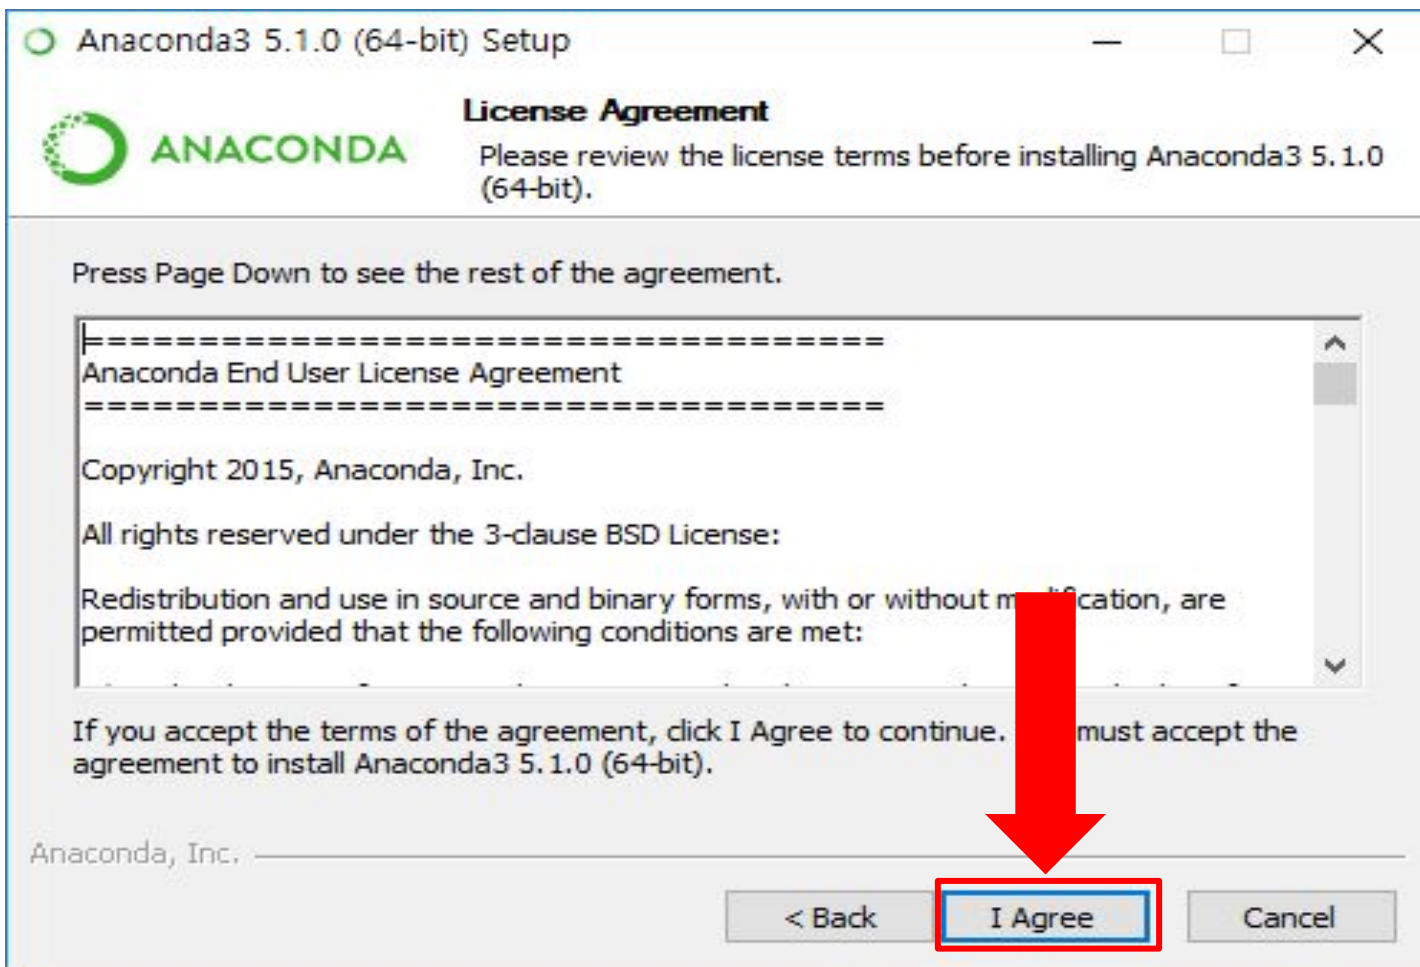 Anaconda3 5.1.0 (64-bit) Setup
ANACONDA
License Agreement
Please review the license terms before installing Anaconda3 5.1.0
(64-bit).
Press Page Down to see the rest of the agreement.
===================================
Anaconda End User License Agreement
===================================
Copyright 2015, Anaconda, Inc.
All rights reserved under the 3-clause BSD License:
Redistribution and use in source and binary forms, with or without are
permitted provided that the following conditions are met:
If you accept the terms of the agreement, click I Agree to continue. must accept the
agreement to install Anaconda3 5.1.0 (64-bit).
Anaconda, Inc.
< Back
I Agree
Cancel